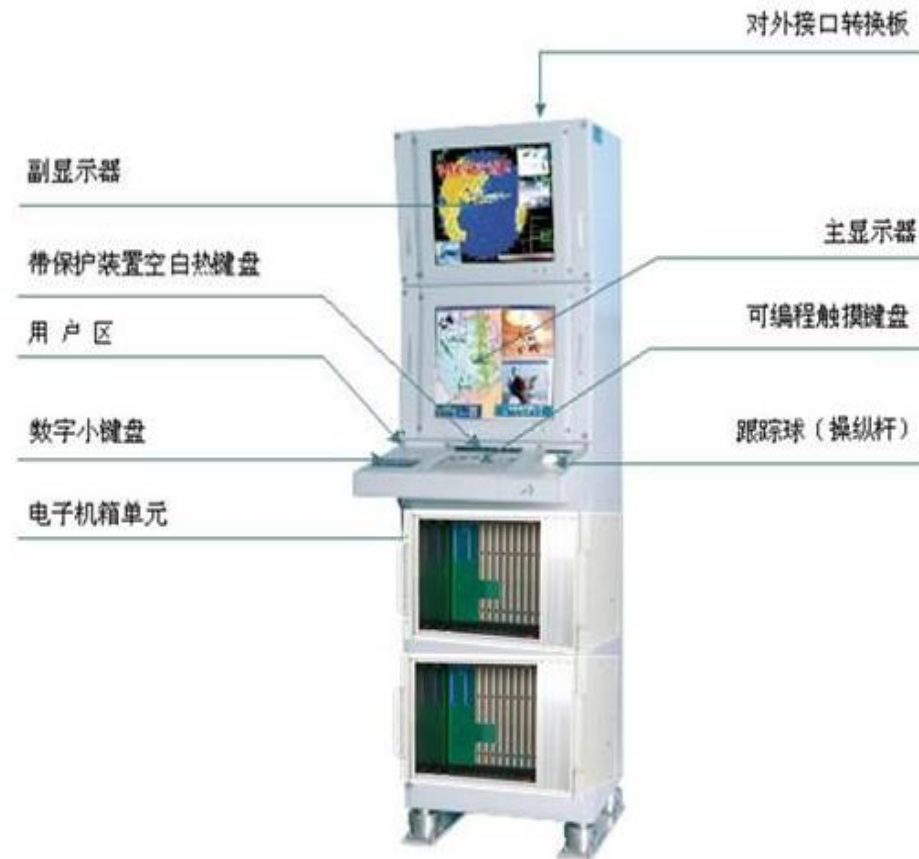 对外接口转换板
副显示器
主显示器
带保护装置空白热键盘
可编程触摸键盘
用户区
数字小键盘
跟踪球（操纵杆）
电子机箱单元